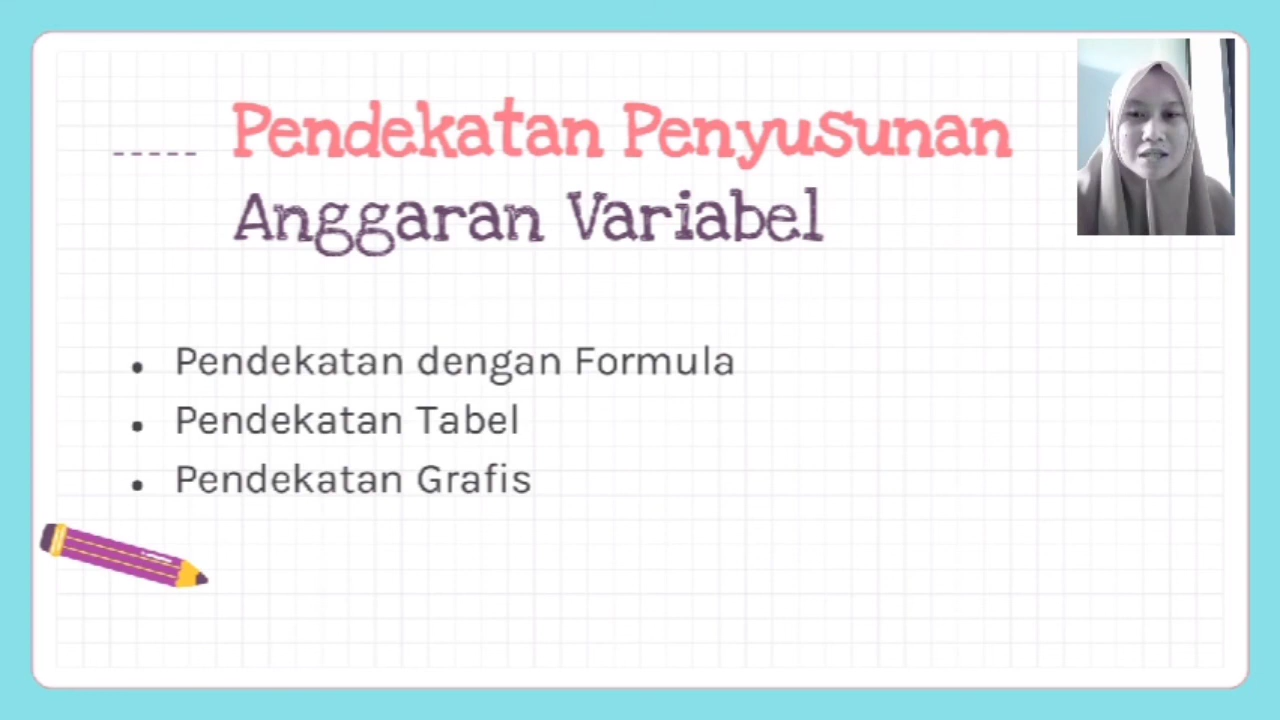 Pendekatan Penyusunan
Anggaran Variabel
Pendekatan dengan Formula
Pendekatan Tabel
Pendekatan Grafis